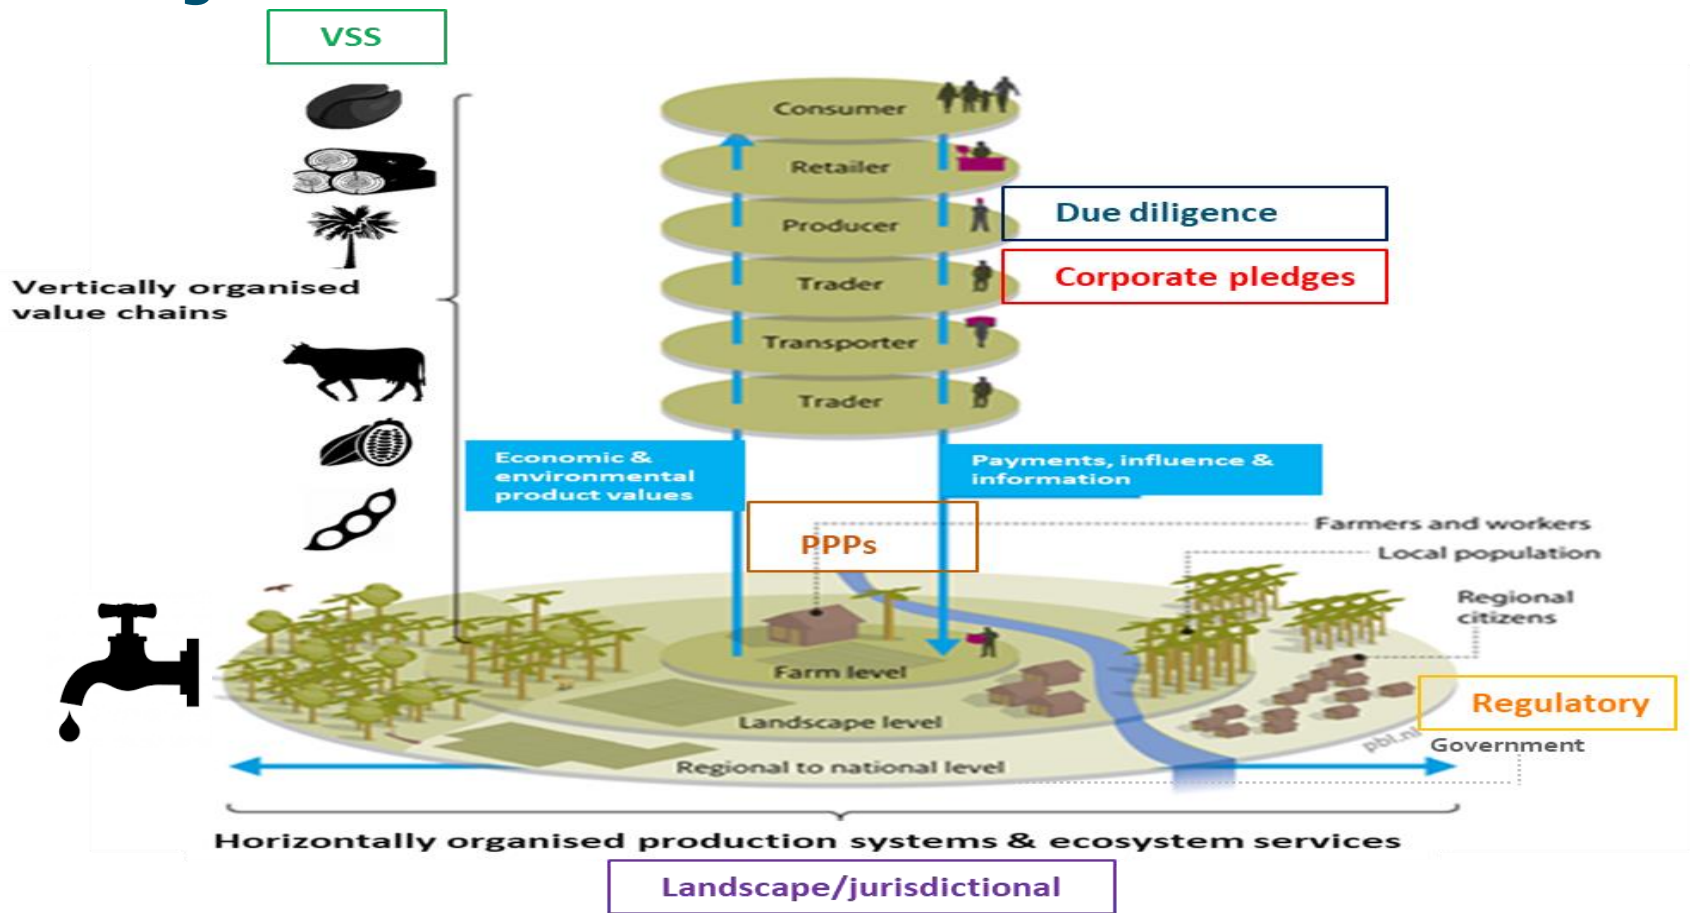 VSS
Consumer
Retailer
Producer
Due diligence
Trader
Corporate pledges
Vertically organised
value chains
Transporter
Trader
Economic &
environmental
product values
Payments, influence &
information
PPPs
Farmers and workers
Local population
Regional
citizens
Farm level
Landscape level
Regulatory
pbl.nl
Government
Regional to national level
Horizontally organised production systems & ecosystem services
Landscape/jurisdictional